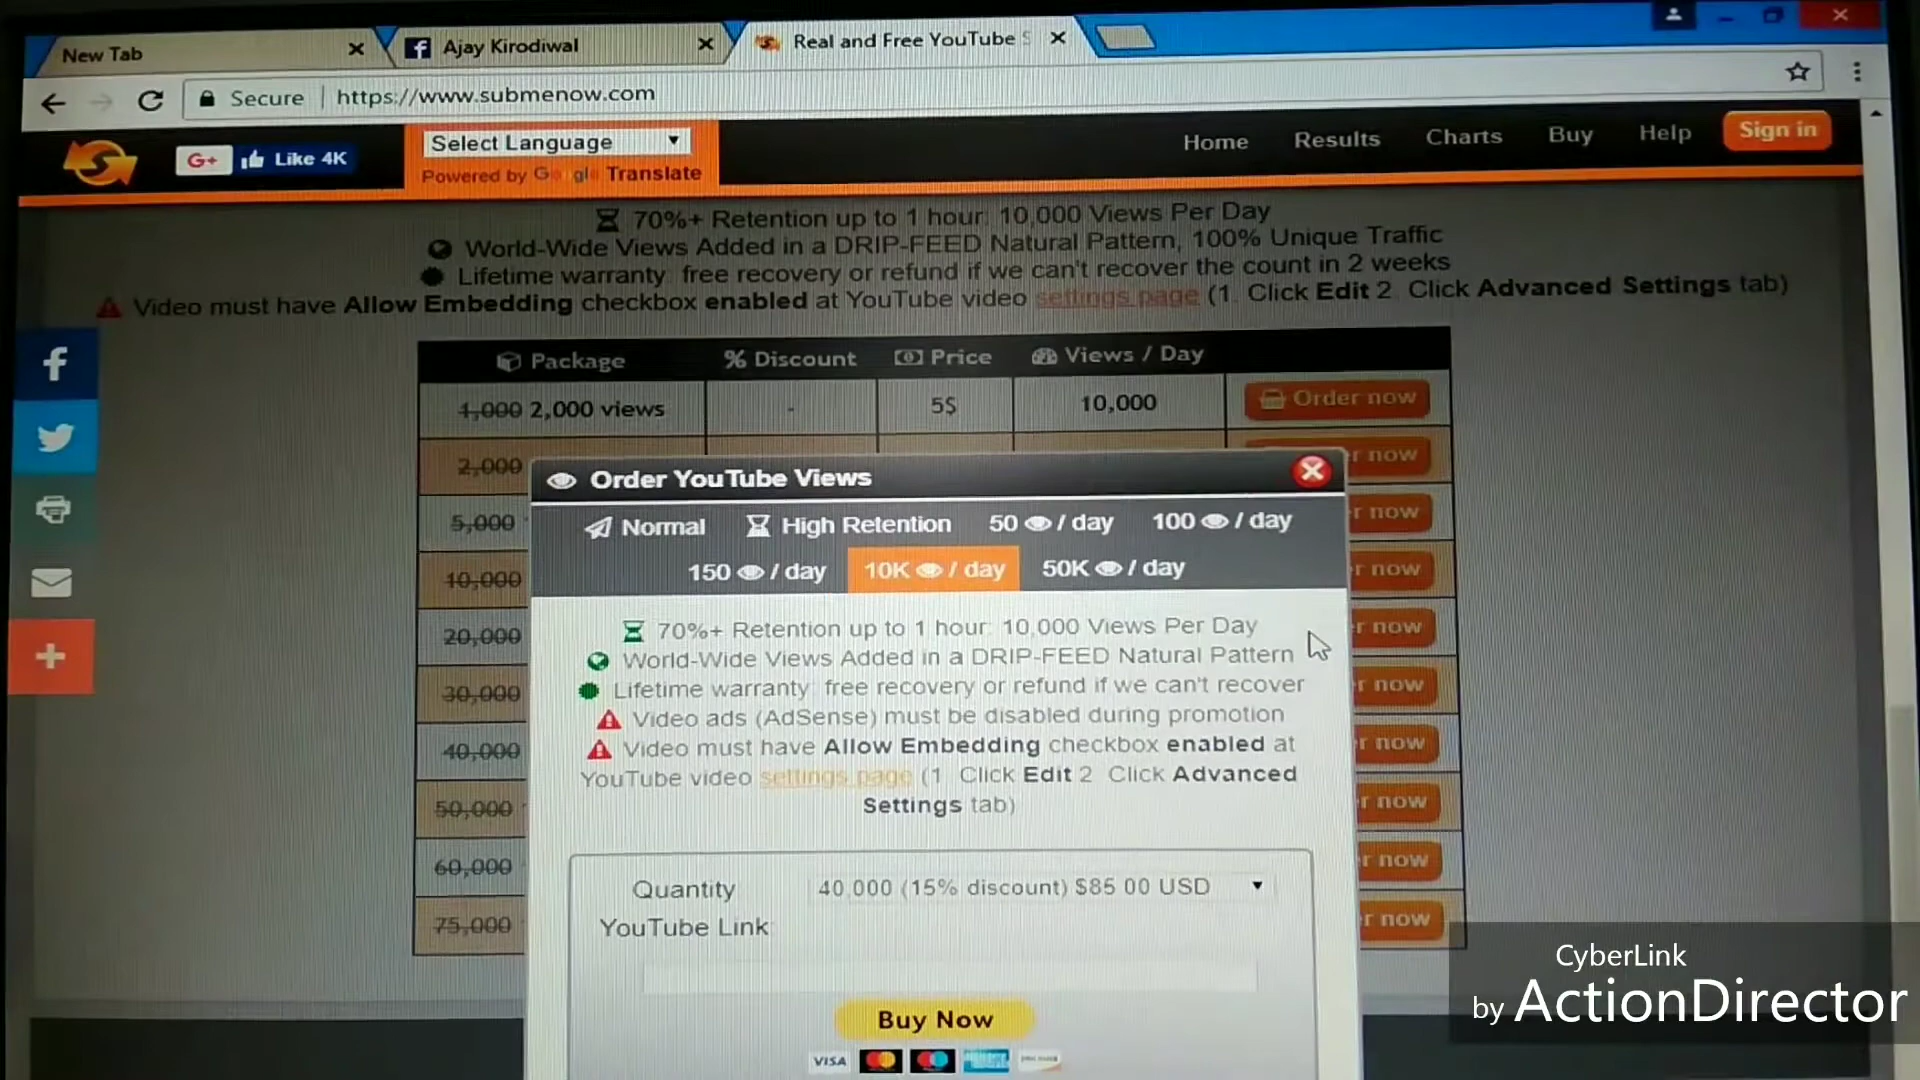 New Tab
Ajay Kirodiwal
Real and Free YouTube S
Secure
https://www.submenow.com
G+
Like 4K
Select Language
Powered by Google Translate
Home
Results
Charts
Buy
Help
Sign in
70%+ Retention up to 1 hour: 10,000 Views Per Day
World-Wide Views Added in a DRIP-FEED Natural Pattern, 100% Unique Traffic
Lifetime warranty: free recovery or refund if we can't recover the count in 2 weeks
Video must have Allow Embedding checkbox enabled at YouTube video settings page (1. Click Edit 2. Click Advanced Settings tab)
Package
% Discount
Price
Views / Day
1,000 2,000 views
-
5$
10,000
Order now
2,000
r now
5,000
r now
10,000
r now
20,000
r now
30,000
r now
40,000
r now
50,000
r now
60,000
r now
75,000
r now
Order YouTube Views
Normal
High Retention
50 / day
100 / day
150 / day
10K / day
50K / day
70%+ Retention up to 1 hour: 10,000 Views Per Day
World-Wide Views Added in a DRIP-FEED Natural Pattern
Lifetime warranty: free recovery or refund if we can't recover
Video ads (AdSense) must be disabled during promotion
Video must have Allow Embedding checkbox enabled at
YouTube video settings page (1. Click Edit 2. Click Advanced
Settings tab)
Quantity
40,000 (15% discount) $85.00 USD
YouTube Link:
Buy Now
VISA
CyberLink
by ActionDirector